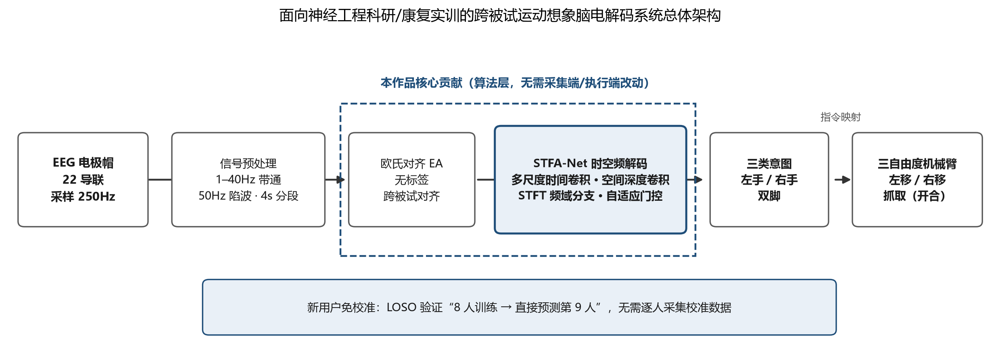 面向神经工程科研/康复实训的跨被试运动想象脑电解码系统总体架构
本作品核心贡献（算法层，无需采集端/执行端改动）
指令映射
EEG 电极帽
22 导联
采样 250Hz
信号预处理
1–40Hz 带通
50Hz 陷波 · 4s 分段
欧氏对齐 EA
无标签
跨被试对齐
STFA-Net 时空频解码
多尺度时间卷积 · 空间深度卷积
STFT 频域分支 · 自适应门控
三类意图
左手 / 右手
双脚
三自由度机械臂
左移 / 右移
抓取（开合）
新用户免校准：LOSO 验证“8 人训练 → 直接预测第 9 人”，无需逐人采集校准数据